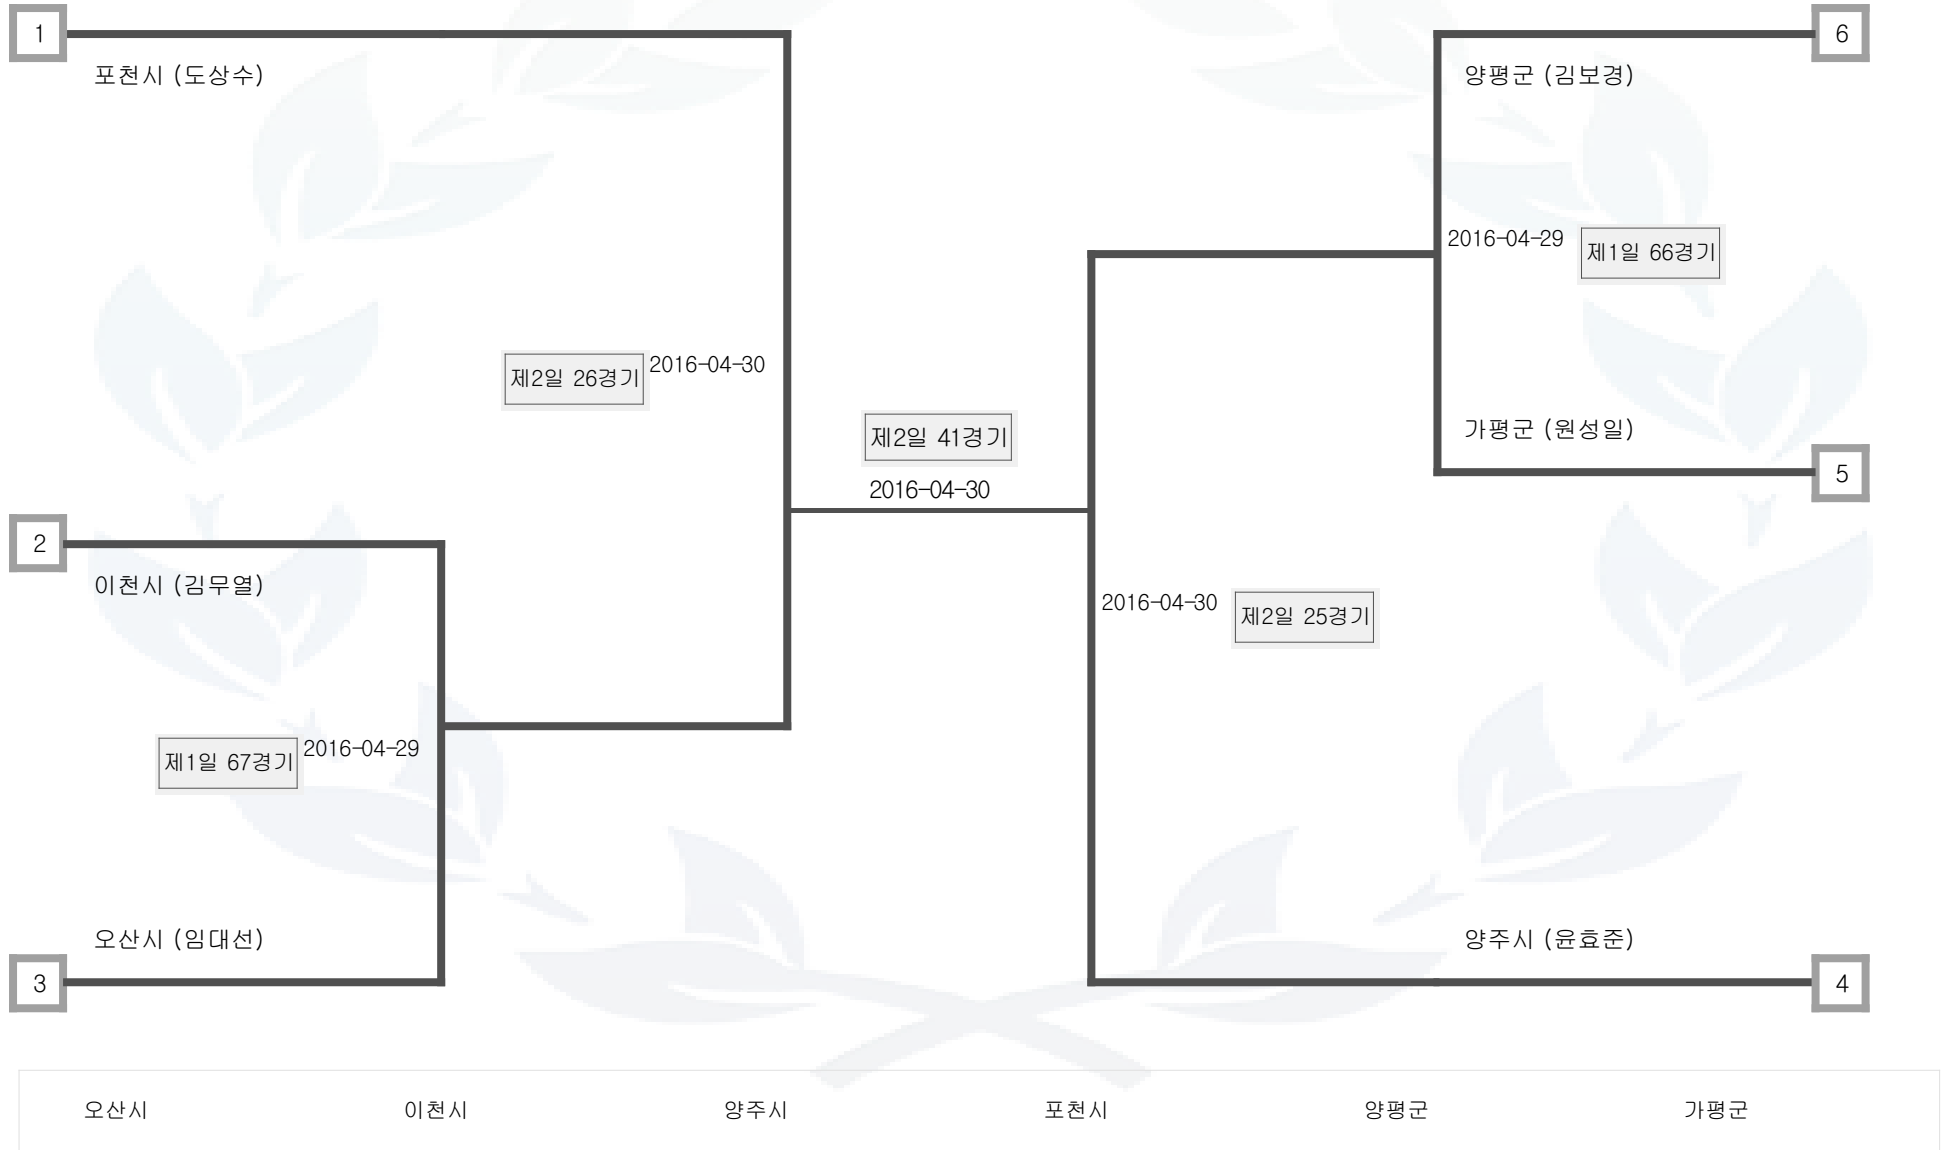 1
6
포천시 (도상수)
양평군 (김보경)
2016-04-29
제1일 66경기
제2일 26경기
2016-04-30
제2일 41경기
가평군 (원성일)
2016-04-30
5
2
이천시 (김무열)
2016-04-30
제2일 25경기
제1일 67경기
2016-04-29
오산시 (임대선)
양주시 (윤효준)
3
4
오산시 이천시 양주시 포천시 양평군 가평군